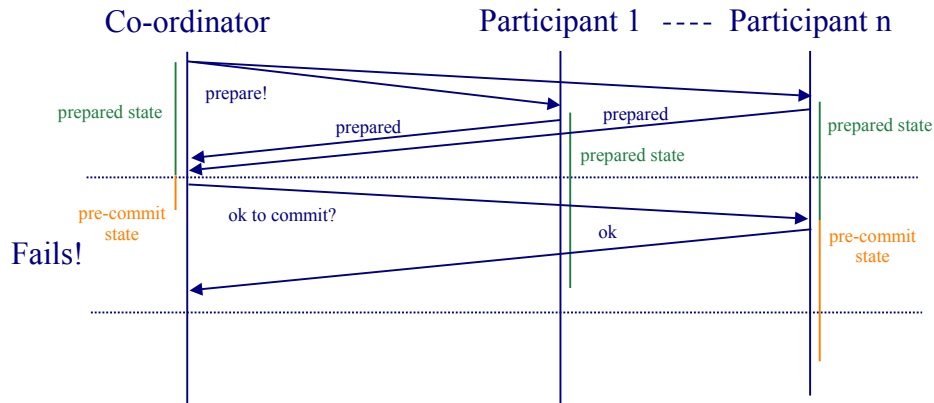 Co-ordinator
Participant 1 ---- Participant n
prepare!
prepared state
prepared
prepared
prepared state
prepared state
pre-commit
state
ok to commit?
ok
pre-commit
state
Fails!